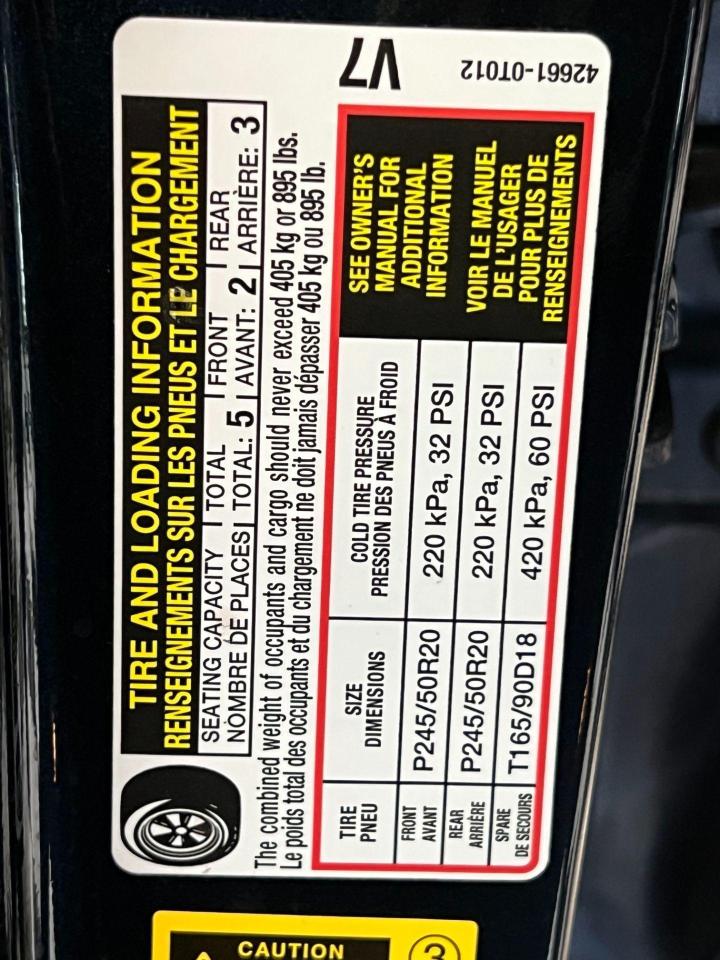 TIRE AND LOADING INFORMATION
RENSEIGNEMENTS SUR LES PNEUS ET LE CHARGEMENT
SEATING CAPACITY | TOTAL | FRONT | REAR
NOMBRE DE PLACES | TOTAL: 5 | AVANT: 2 | ARRIÈRE: 3
The combined weight of occupants and cargo should never exceed 405 kg or 895 lbs.
Le poids total des occupants et du chargement ne doit jamais dépasser 405 kg ou 895 lb.
TIRE
PNEU
SIZE
DIMENSIONS
COLD TIRE PRESSURE
PRESSION DES PNEUS À FROID
FRONT
AVANT
P245/50R20
220 kPa, 32 PSI
REAR
ARRIÈRE
P245/50R20
220 kPa, 32 PSI
SPARE
DE SECOURS
T165/90D18
420 kPa, 60 PSI
SEE OWNER'S
MANUAL FOR
ADDITIONAL
INFORMATION
VOIR LE MANUEL
DE L'USAGER
POUR PLUS DE
RENSEIGNEMENTS
V7
42661-0T012
CAUTION
3